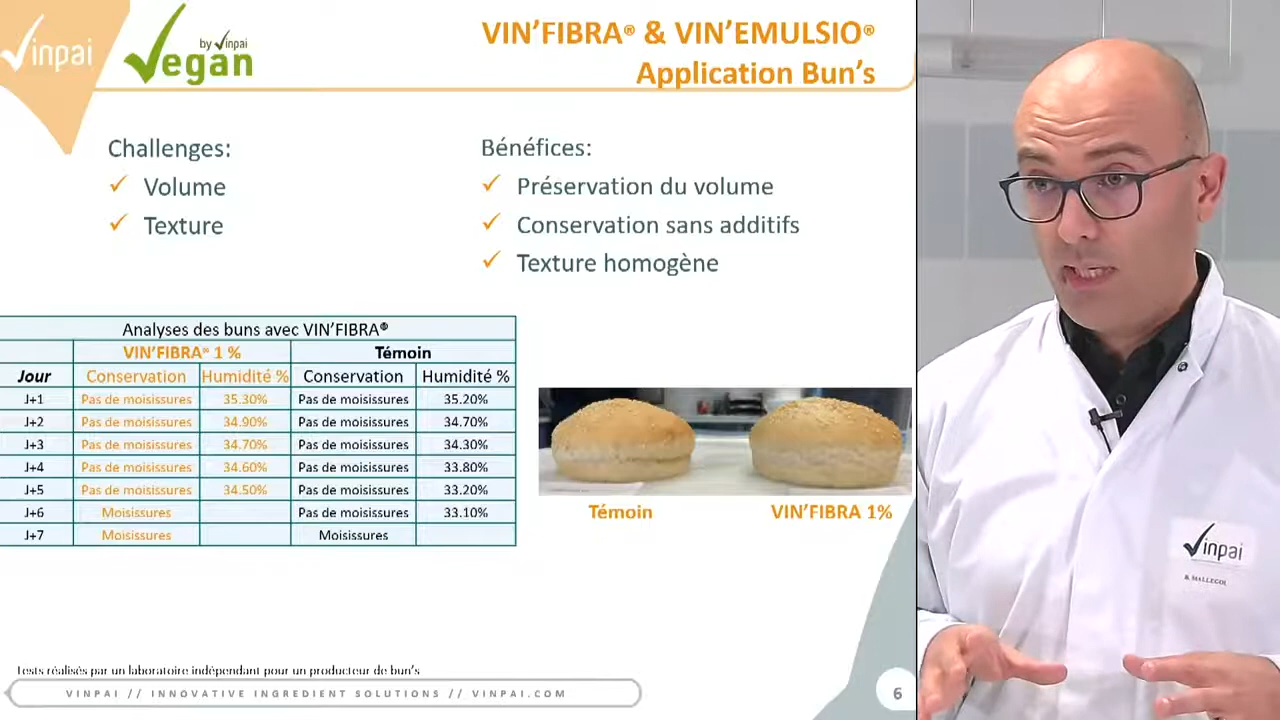 Vinpai
by Vinpai
Vegan
VIN'FIBRA® & VIN'EMULSIO®
Application Bun's
Challenges:
✓ Volume
✓ Texture
Bénéfices:
✓ Préservation du volume
✓ Conservation sans additifs
✓ Texture homogène
Analyses des buns avec VIN'FIBRA®
VIN'FIBRA® 1 % Témoin
Jour Conservation Humidité % Conservation Humidité %
J+1 Pas de moisissures 35.30% Pas de moisissures 35.20%
J+2 Pas de moisissures 34.90% Pas de moisissures 34.70%
J+3 Pas de moisissures 34.70% Pas de moisissures 34.30%
J+4 Pas de moisissures 34.60% Pas de moisissures 33.80%
J+5 Pas de moisissures 34.50% Pas de moisissures 33.20%
J+6 Moisissures Pas de moisissures 33.10%
J+7 Moisissures Moisissures
Témoin VIN'FIBRA 1%
Tests réalisés par un laboratoire indépendant pour un producteur de bun's
VINPAI // INNOVATIVE INGREDIENT SOLUTIONS // VINPAI.COM
6
Vinpai